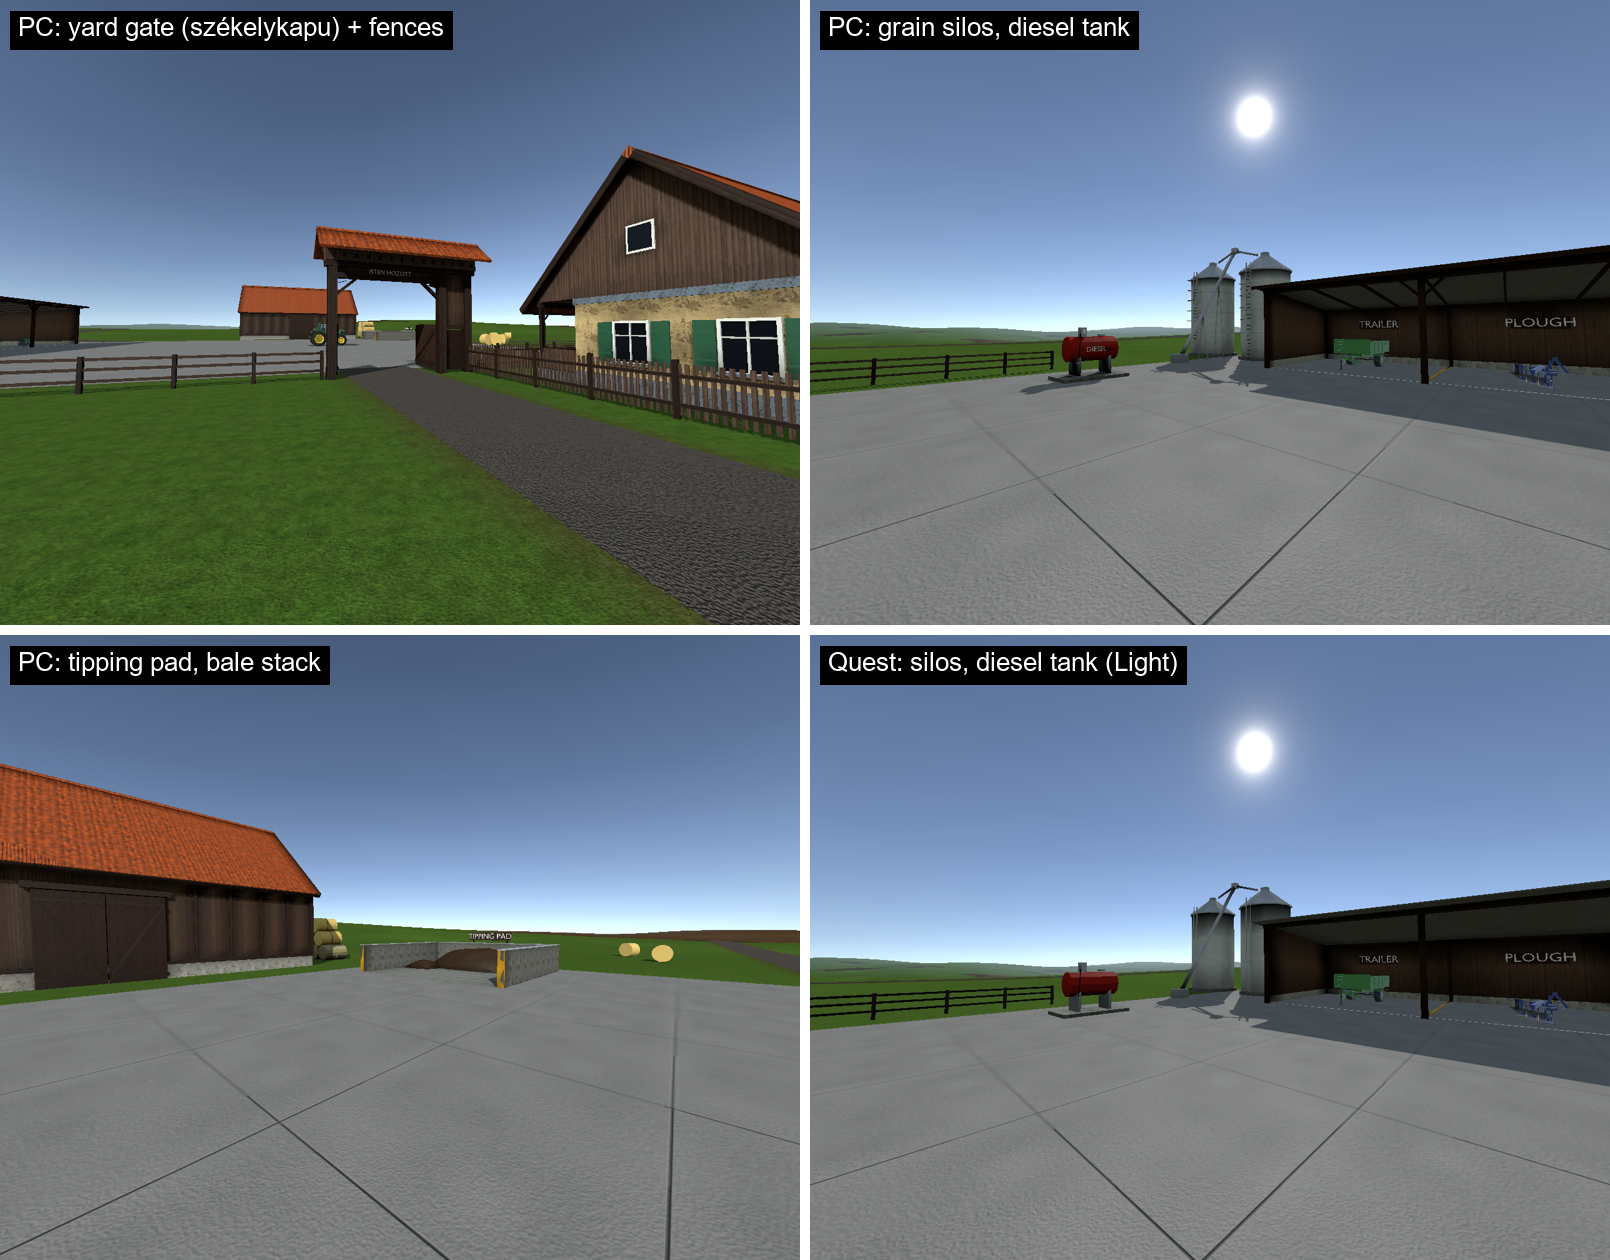 PC: yard gate (székelykapu) + fences
ISTEN HOZOTT
PC: grain silos, diesel tank
DIESEL
TRAILER
PLOUGH
PC: tipping pad, bale stack
TIPPING PAD
Quest: silos, diesel tank (Light)
TRAILER
PLOUGH